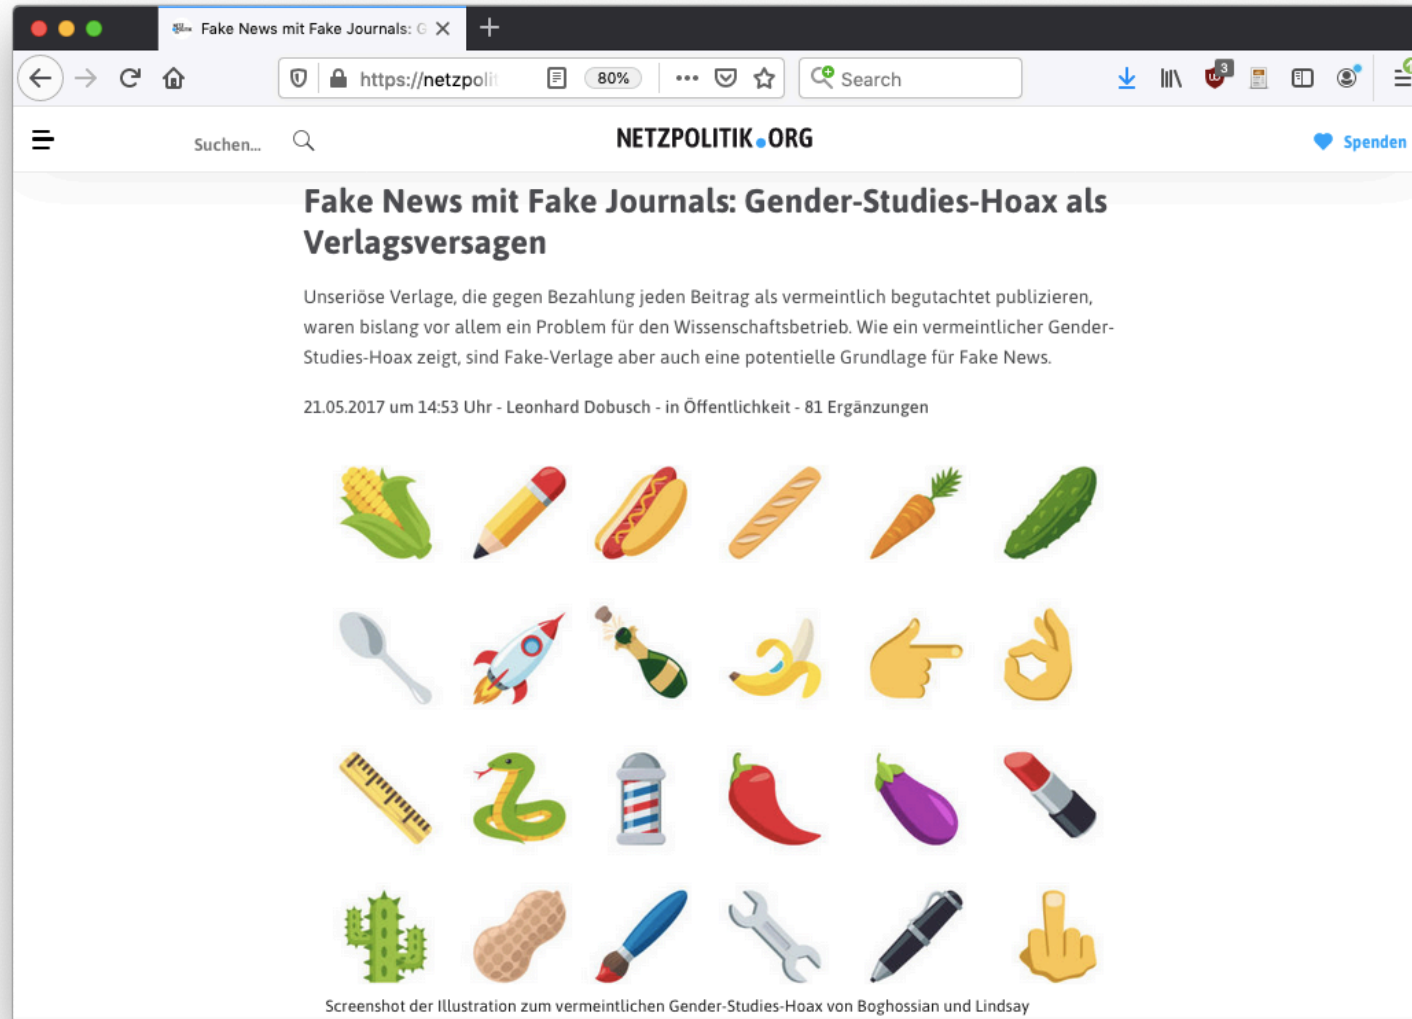 Fake News mit Fake Journals: G
https://netzpolit
80%
Search
3
Suchen...
NETZPOLITIK.ORG
Spenden
Fake News mit Fake Journals: Gender-Studies-Hoax als
Verlagsversagen
Unseriöse Verlage, die gegen Bezahlung jeden Beitrag als vermeintlich begutachtet publizieren,
waren bislang vor allem ein Problem für den Wissenschaftsbetrieb. Wie ein vermeintlicher Gender-
Studies-Hoax zeigt, sind Fake-Verlage aber auch eine potentielle Grundlage für Fake News.
21.05.2017 um 14:53 Uhr - Leonhard Dobusch - in Öffentlichkeit - 81 Ergänzungen
Screenshot der Illustration zum vermeintlichen Gender-Studies-Hoax von Boghossian und Lindsay